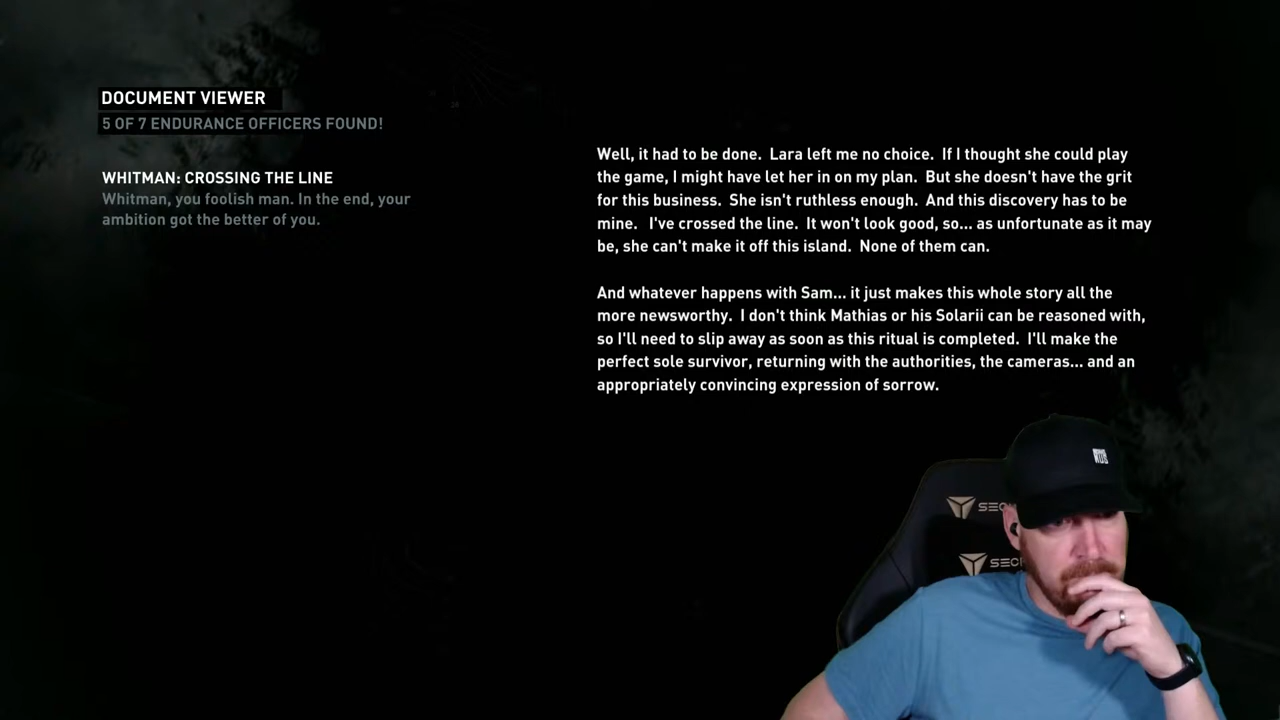 DOCUMENT VIEWER
5 OF 7 ENDURANCE OFFICERS FOUND!
WHITMAN: CROSSING THE LINE
Whitman, you foolish man. In the end, your
ambition got the better of you.
Well, it had to be done.  Lara left me no choice.  If I thought she could play
the game, I might have let her in on my plan.  But she doesn't have the grit
for this business.  She isn't ruthless enough.  And this discovery has to be
mine.   I've crossed the line.  It won't look good, so... as unfortunate as it may
be, she can't make it off this island.  None of them can.
And whatever happens with Sam... it just makes this whole story all the
more newsworthy.  I don't think Mathias or his Solarii can be reasoned with,
so I'll need to slip away as soon as this ritual is completed.  I'll make the
perfect sole survivor, returning with the authorities, the cameras... and an
appropriately convincing expression of sorrow.